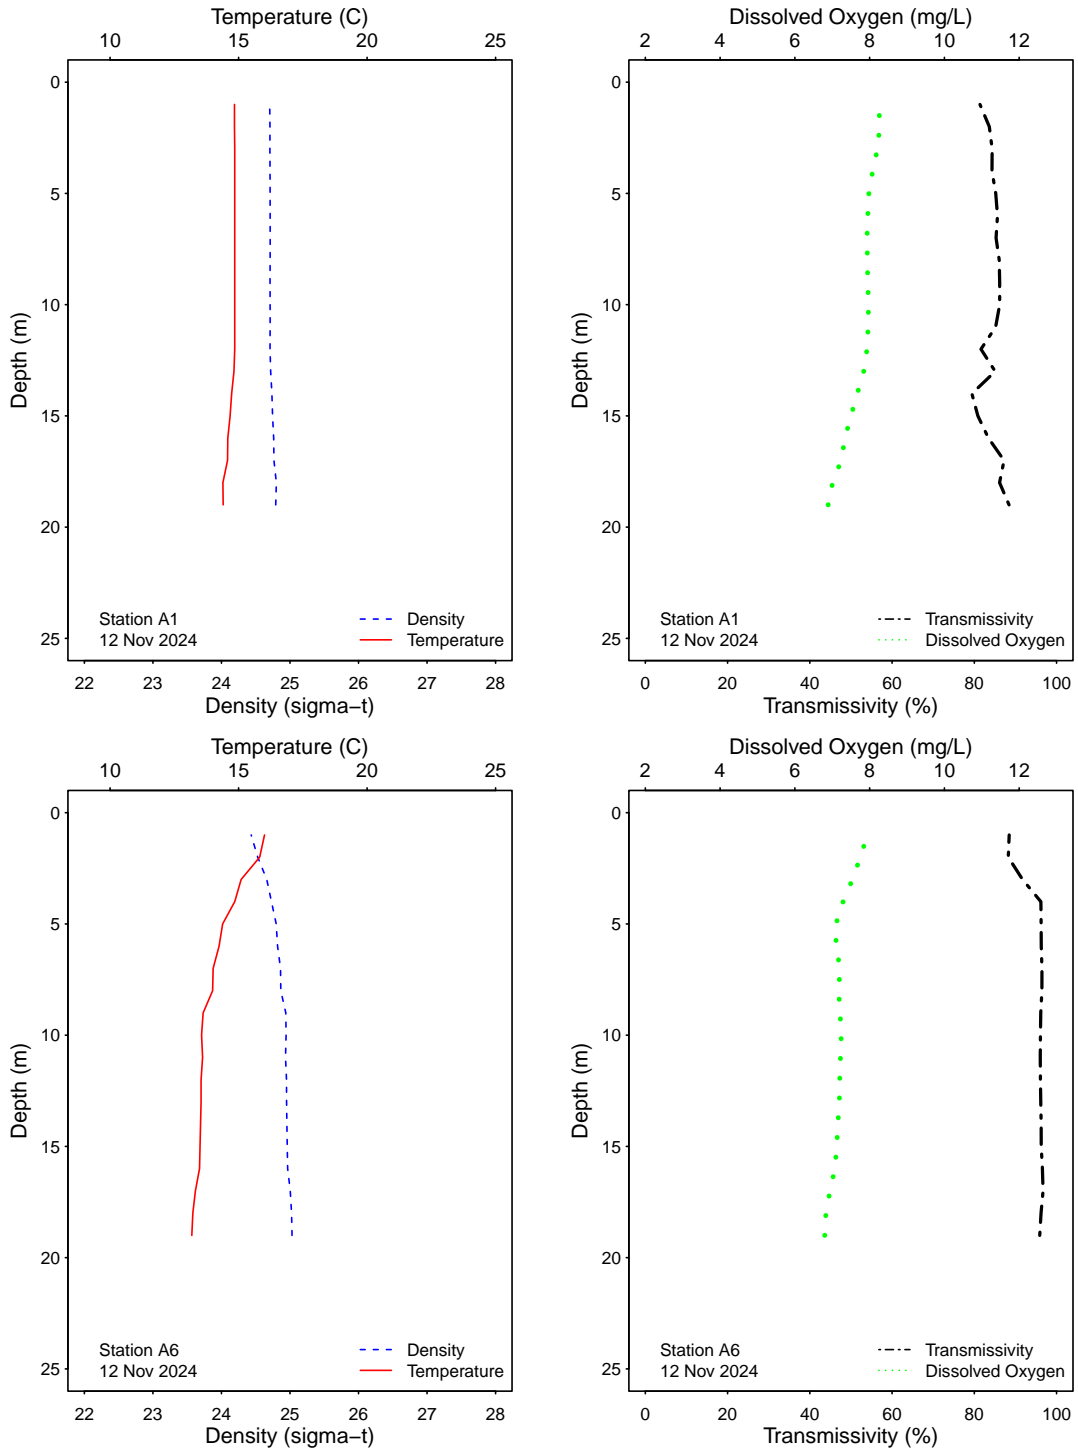 Temperature (C)
10 15 20 25
0
5
10
15
20
25
Depth (m)
Station A1
12 Nov 2024
Density
Temperature
22 23 24 25 26 27 28
Density (sigma−t)
Dissolved Oxygen (mg/L)
2 4 6 8 10 12
0
5
10
15
20
25
Depth (m)
Station A1
12 Nov 2024
Transmissivity
Dissolved Oxygen
0 20 40 60 80 100
Transmissivity (%)
Temperature (C)
10 15 20 25
0
5
10
15
20
25
Depth (m)
Station A6
12 Nov 2024
Density
Temperature
22 23 24 25 26 27 28
Density (sigma−t)
Dissolved Oxygen (mg/L)
2 4 6 8 10 12
0
5
10
15
20
25
Depth (m)
Station A6
12 Nov 2024
Transmissivity
Dissolved Oxygen
0 20 40 60 80 100
Transmissivity (%)